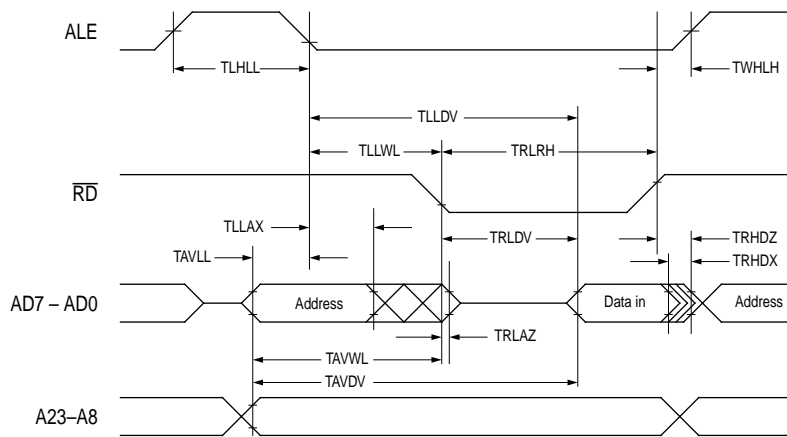 ALE
TLHLL
TWHLH
TLLDV
TLLWL
TRLRH
RD
TLLAX
TRLDV
TRHDZ
TAVLL
TRHDX
AD7 – AD0
Address
Data in
Address
TRLAZ
TAVWL
TAVDV
A23–A8